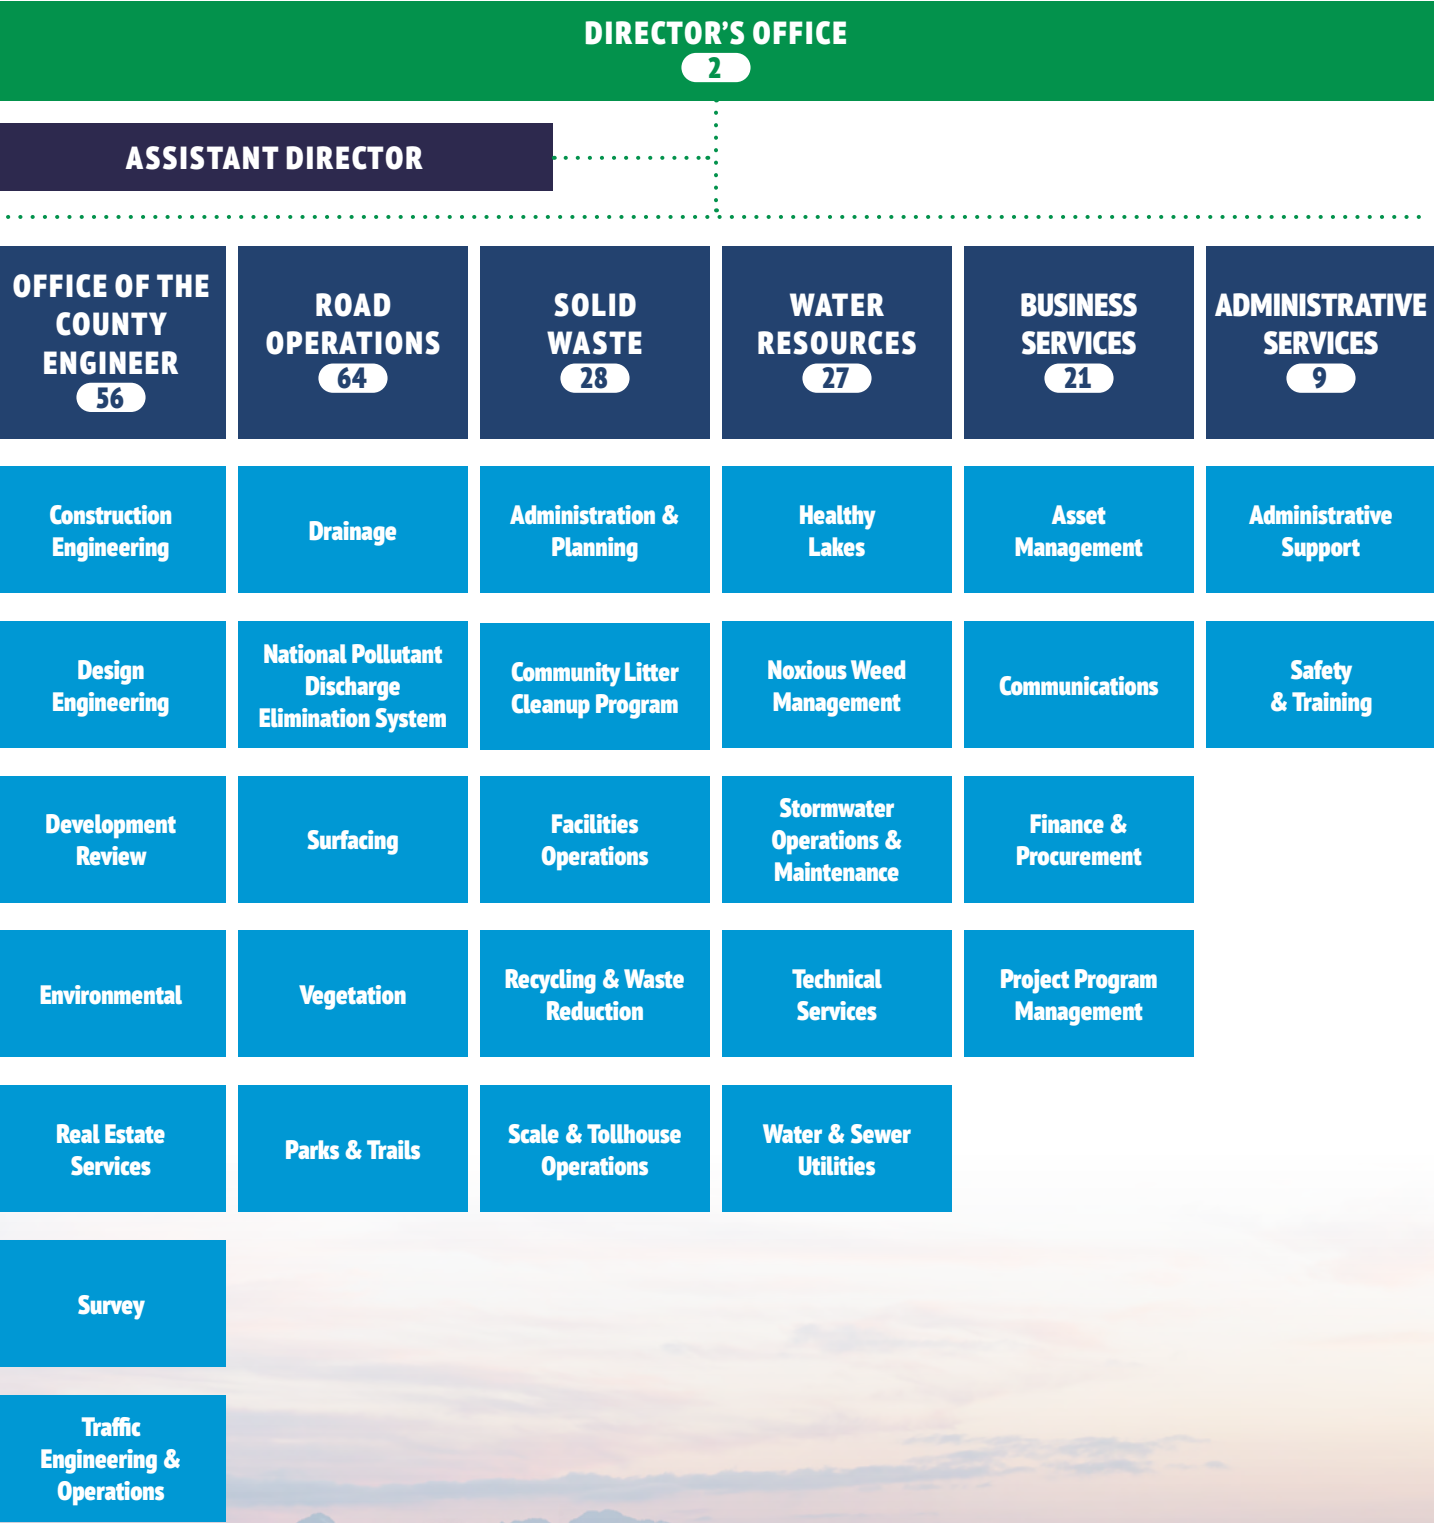 DIRECTOR'S OFFICE
2
ASSISTANT DIRECTOR
OFFICE OF THE
COUNTY
ENGINEER
56
ROAD
OPERATIONS
64
SOLID
WASTE
28
WATER
RESOURCES
27
BUSINESS
SERVICES
21
ADMINISTRATIVE
SERVICES
9
Construction
Engineering
Drainage
Administration &
Planning
Healthy
Lakes
Asset
Management
Administrative
Support
Design
Engineering
National Pollutant
Discharge
Elimination System
Community Litter
Cleanup Program
Noxious Weed
Management
Communications
Safety
& Training
Development
Review
Surfacing
Facilities
Operations
Stormwater
Operations &
Maintenance
Finance &
Procurement
Environmental
Vegetation
Recycling & Waste
Reduction
Technical
Services
Project Program
Management
Real Estate
Services
Parks & Trails
Scale & Tollhouse
Operations
Water & Sewer
Utilities
Survey
Traffic
Engineering &
Operations